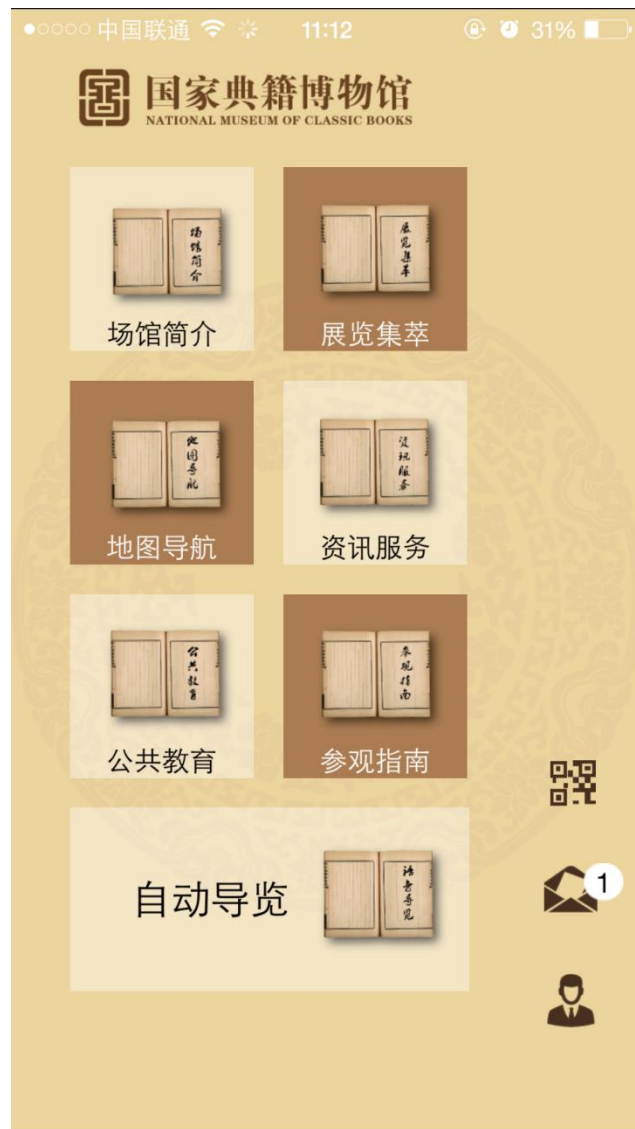 中国联通 11:12 31%
国家典籍博物馆
NATIONAL MUSEUM OF CLASSIC BOOKS
场馆简介
展览集萃
场馆简介
展览集萃
地图导航
资讯服务
地图导航
资讯服务
公共教育
参观指南
公共教育
参观指南
自动导览
语音导览
1